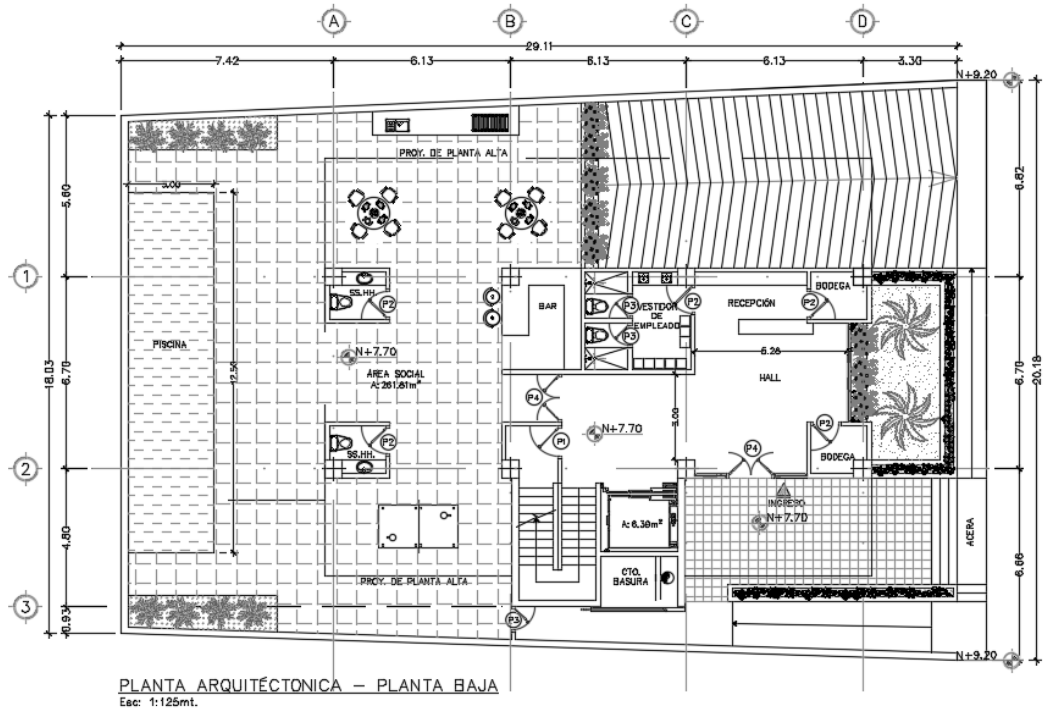 A B C D
29.11
7.42 6.13 6.13 6.13 3.30
N+9.20
PROY. DE PLANTA ALTA
5.60
6.82
3.00
1
SS.HH.
P2
BAR
P3
VESTIDOR
DE
EMPLEADO
P2
RECEPCIÓN
P2
BODEGA
P3
PISCINA
N+7.70
12.50
ÁREA SOCIAL
A: 261.81m²
5.26
HALL
18.03
6.70
6.70
20.18
P4
3.00
N+7.70
P2
SS.HH.
P1
P4
P2
BODEGA
2
INGRESO
N+7.70
A: 6.39m²
ACERA
4.80
6.66
CTO.
BASURA
PROY. DE PLANTA ALTA
3
0.93
P3
N+9.20
PLANTA ARQUITÉCTONICA – PLANTA BAJA
Esc: 1:125mt.